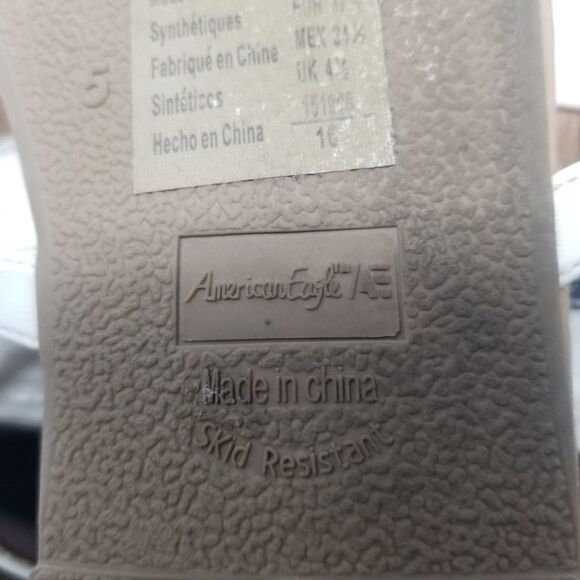 Synthétiques
Fabriqué en Chine
Sintéticos
Hecho en China
MEX 21½
UK 4½
5
American Eagle™ AE
Made in china
Skid Resistant